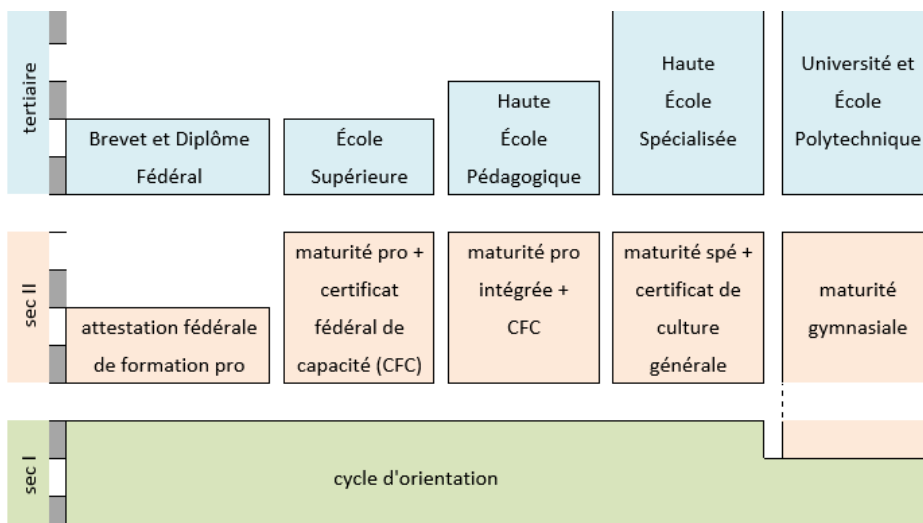 tertiaire
Brevet et Diplôme
Fédéral
École
Supérieure
Haute
École
Pédagogique
Haute
École
Spécialisée
Université et
École
Polytechnique
sec II
attestation fédérale
de formation pro
maturité pro +
certificat
fédéral de
capacité (CFC)
maturité pro
intégrée +
CFC
maturité spé +
certificat de
culture
générale
maturité
gymnasiale
sec I
cycle d'orientation